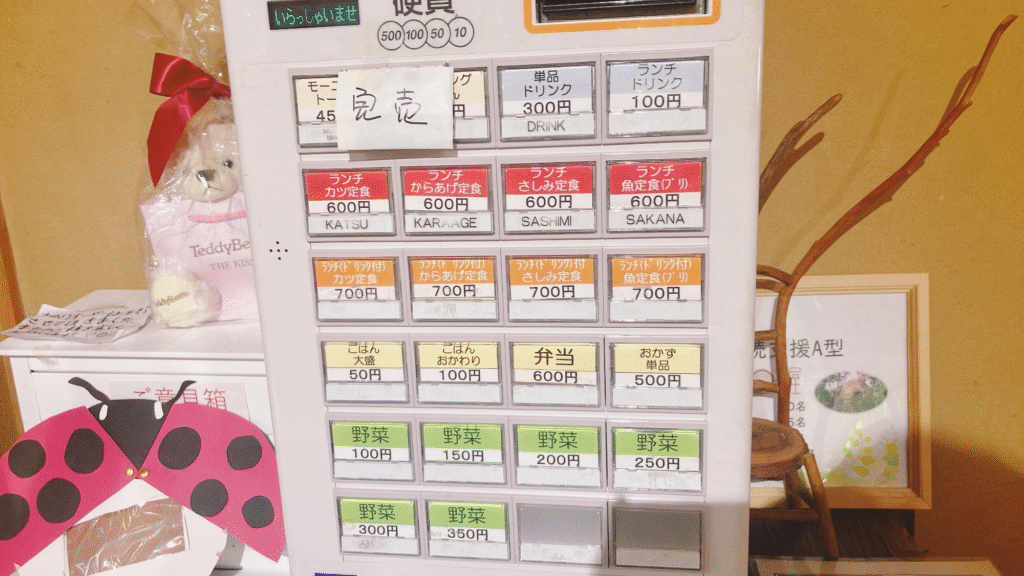 いらっしゃいませ
硬貨
500 100 50 10
完売
単品
ドリンク
300円
DRINK
ランチ
ドリンク
100円
ランチ
カツ定食
600円
KATSU
ランチ
からあげ定食
600円
KARAAGE
ランチ
さしみ定食
600円
SASHIMI
ランチ
魚定食(ブリ)
600円
SAKANA
ランチ(ドリンク付)
カツ定食
700円
ランチ(ドリンク付)
からあげ定食
700円
ランチ(ドリンク付)
さしみ定食
700円
ランチ(ドリンク付)
魚定食(ブリ)
700円
ごはん
大盛
50円
ごはん
おかわり
100円
弁当
600円
おかず
単品
500円
野菜
100円
野菜
150円
野菜
200円
野菜
250円
野菜
300円
野菜
350円
TeddyBe
THE KISS
ご意見箱
援A型